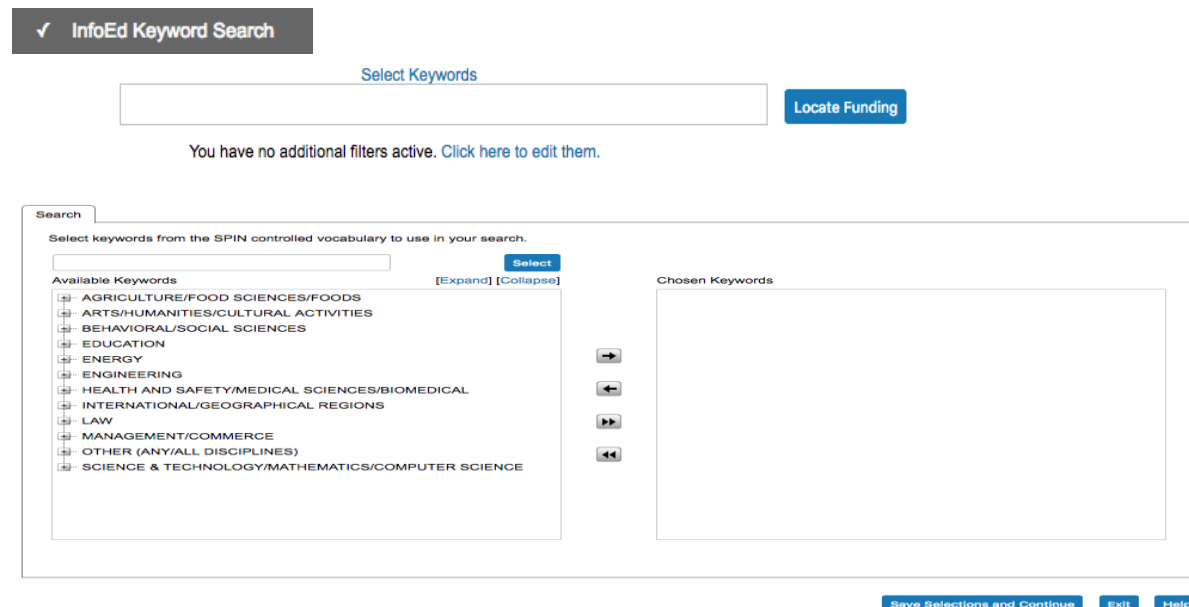 ✓ InfoEd Keyword Search
Select Keywords
Locate Funding
You have no additional filters active. Click here to edit them.
Search
Select keywords from the SPIN controlled vocabulary to use in your search.
Select
Available Keywords [Expand] [Collapse] Chosen Keywords
AGRICULTURE/FOOD SCIENCES/FOODS
ARTS/HUMANITIES/CULTURAL ACTIVITIES
BEHAVIORAL/SOCIAL SCIENCES
EDUCATION
ENERGY
ENGINEERING
HEALTH AND SAFETY/MEDICAL SCIENCES/BIOMEDICAL
INTERNATIONAL/GEOGRAPHICAL REGIONS
LAW
MANAGEMENT/COMMERCE
OTHER (ANY/ALL DISCIPLINES)
SCIENCE & TECHNOLOGY/MATHEMATICS/COMPUTER SCIENCE
Save Selections and Continue Exit Help